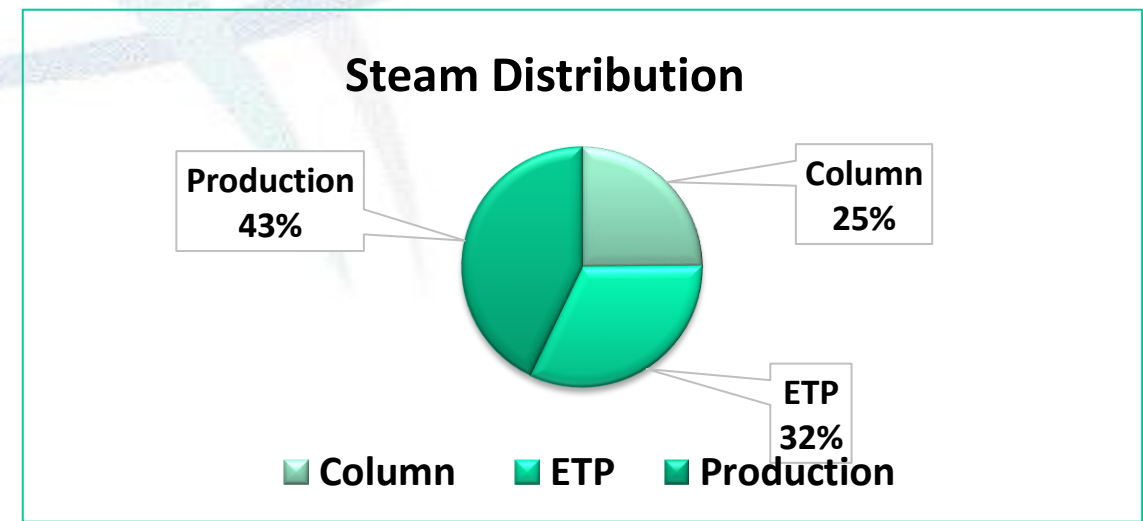 Steam Distribution
Production
43%
Column
25%
ETP
32%
Column ETP Production